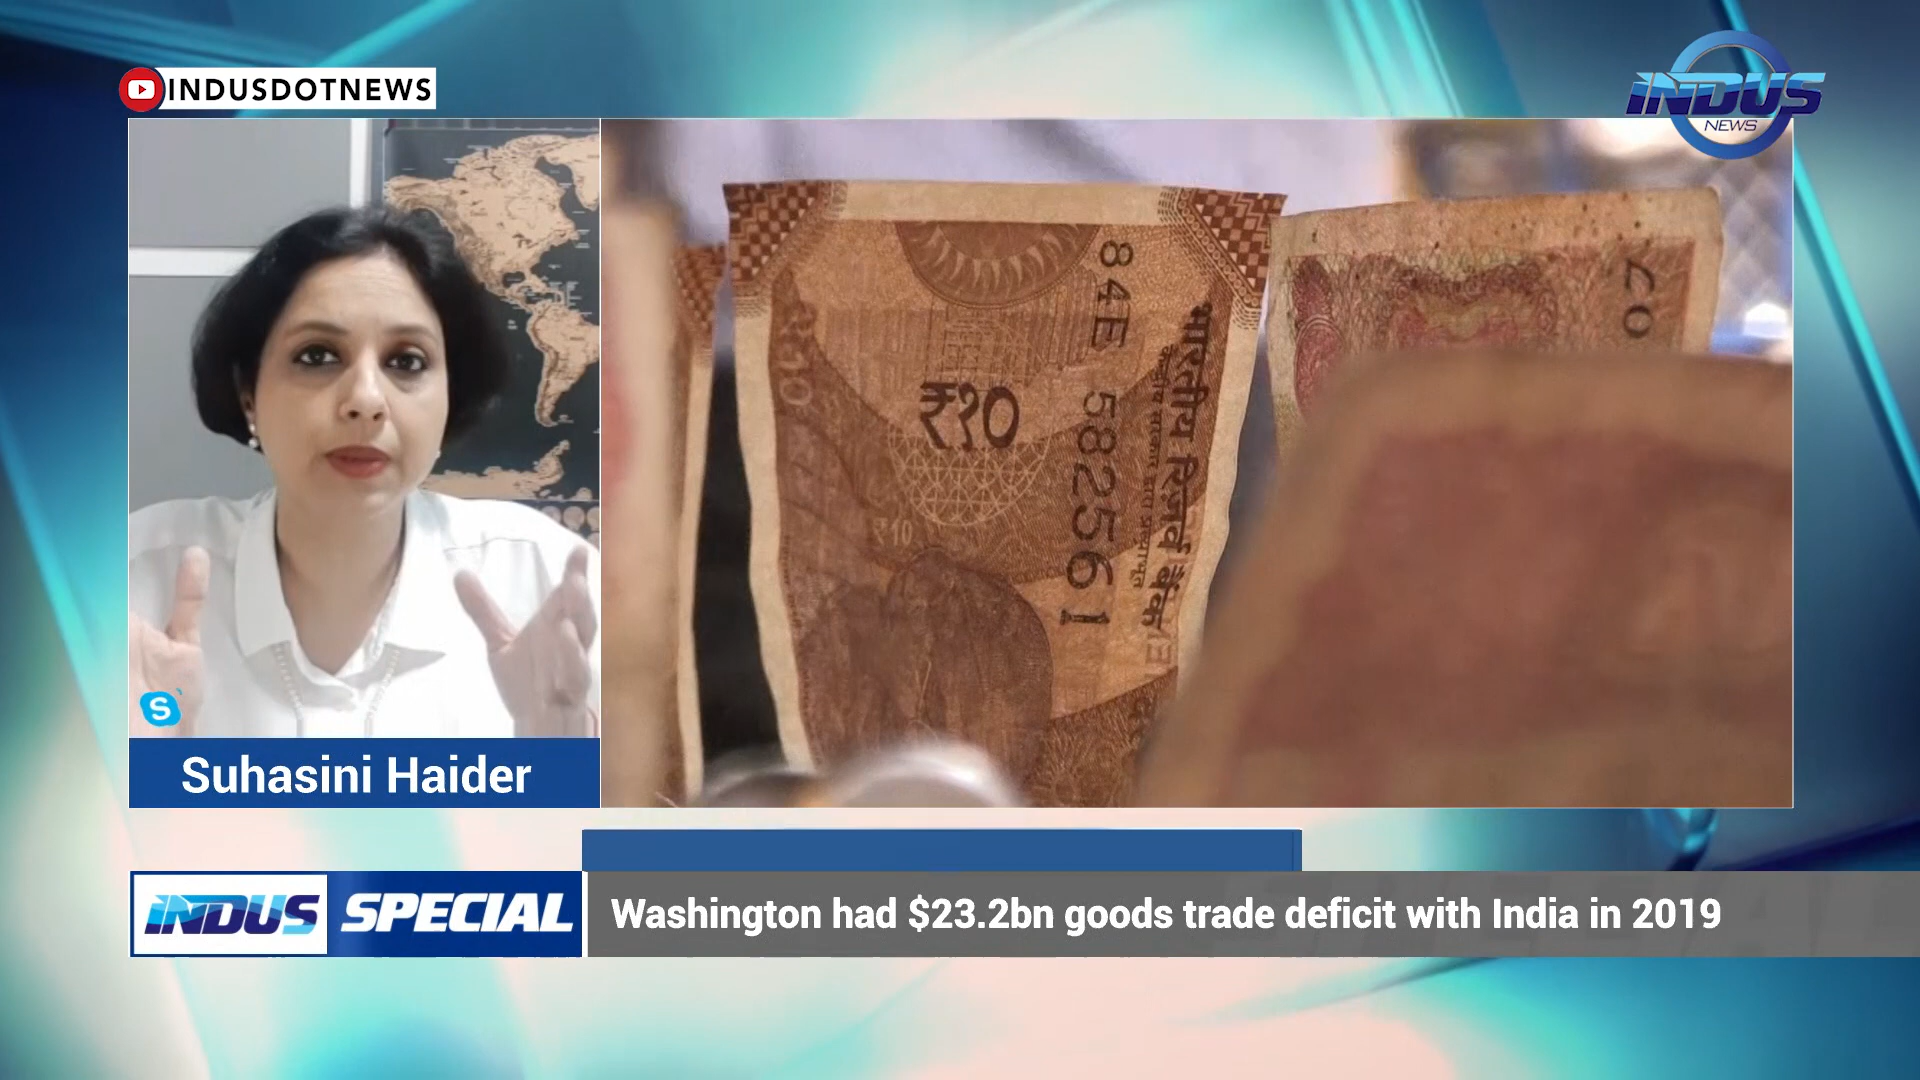 INDUSDOTNEWS
INDUS
NEWS
84E 582561
भारतीय रिज़र्व बैंक
₹१०
₹10
S
Suhasini Haider
INDUS SPECIAL
Washington had $23.2bn goods trade deficit with India in 2019